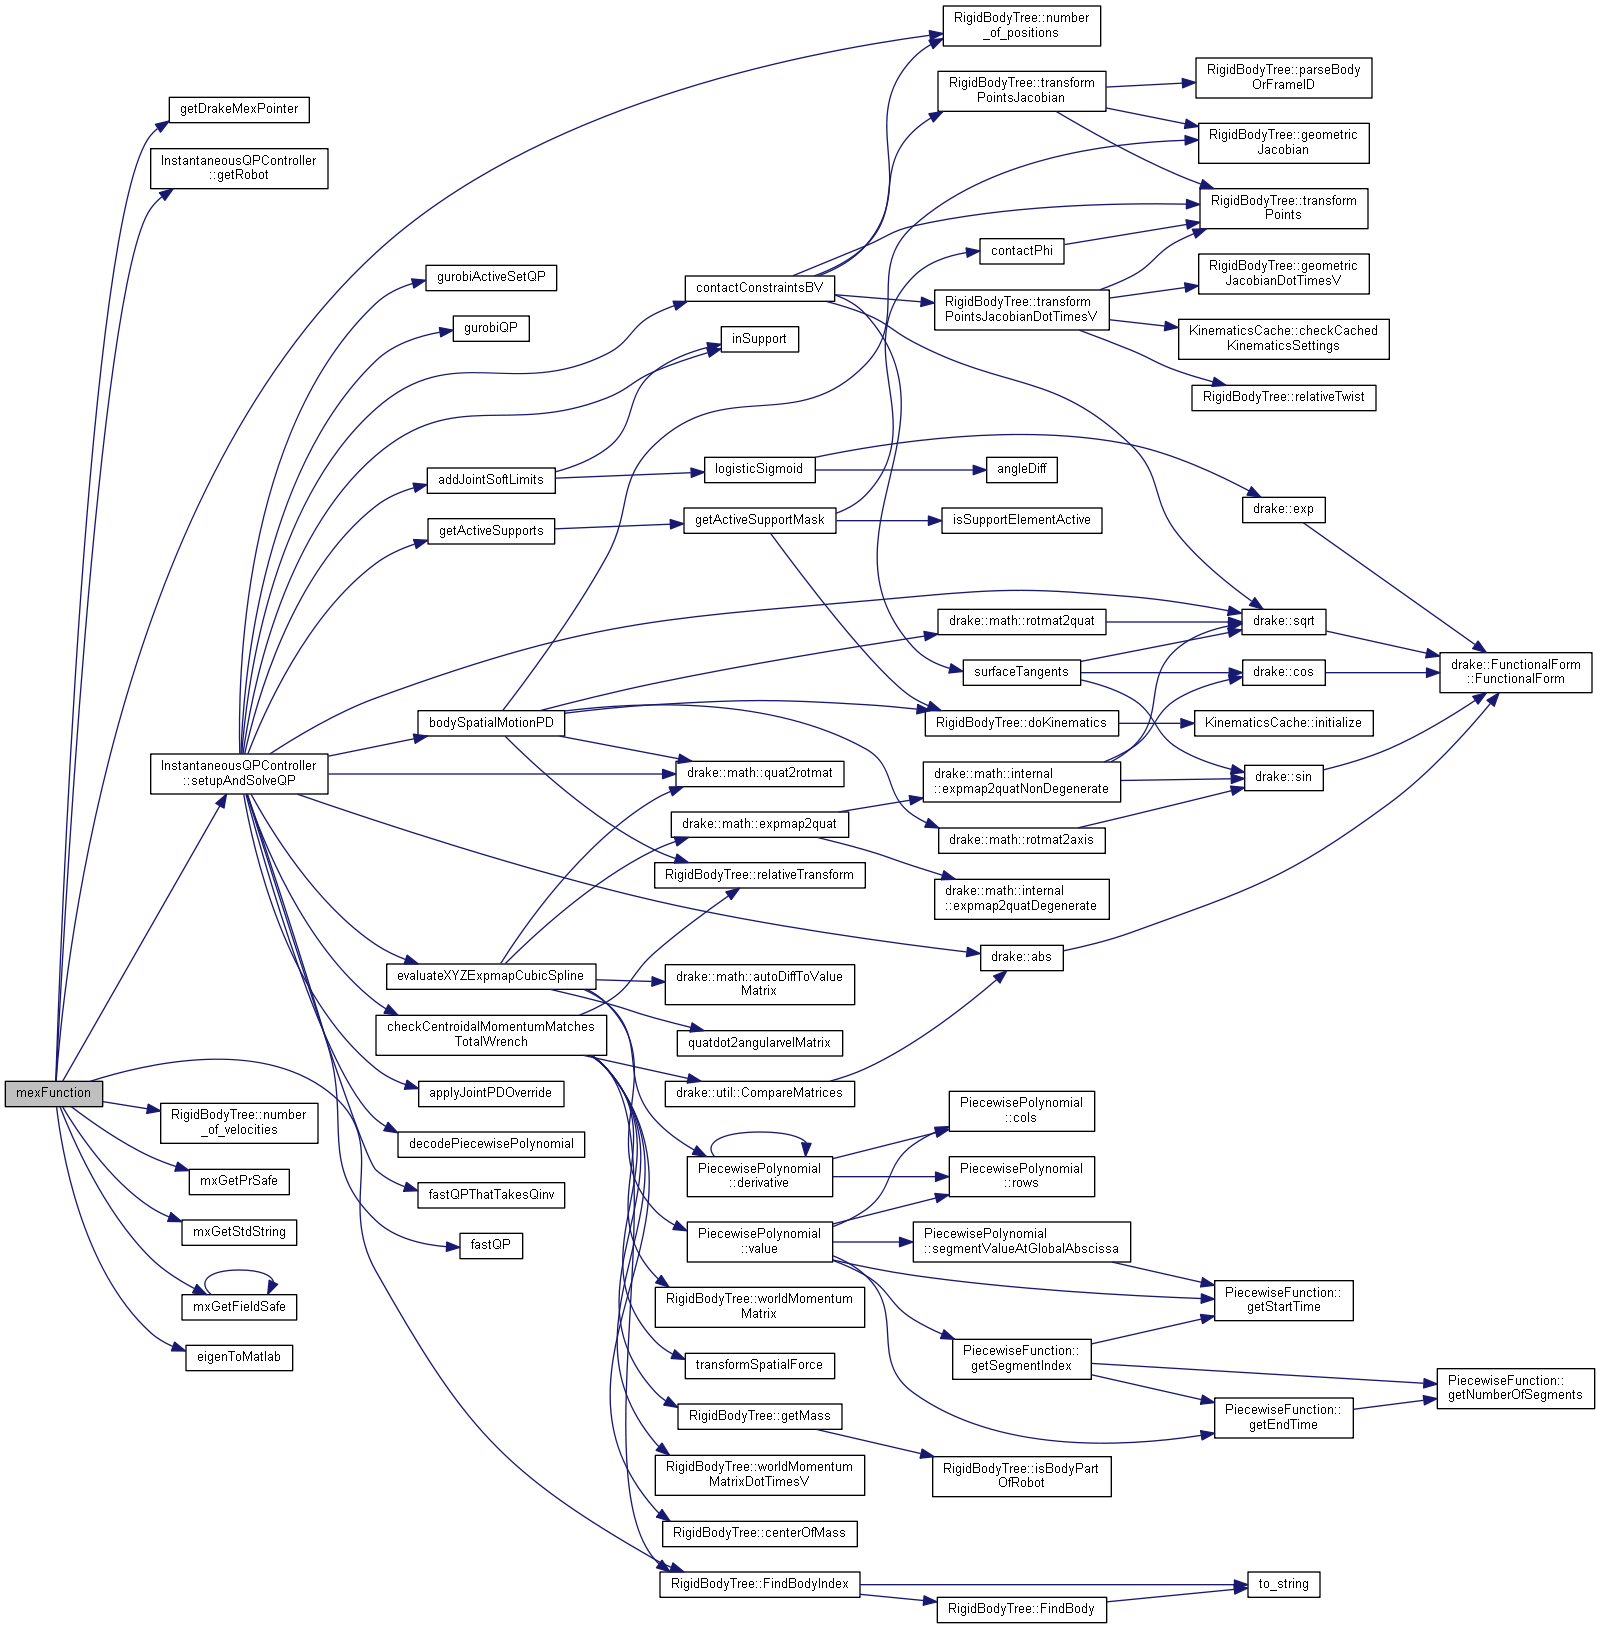 RigidBodyTree::number
_of_positions
RigidBodyTree::transform
PointsJacobian
RigidBodyTree::parseBody
OrFrameID
getDrakeMexPointer
RigidBodyTree::geometric
Jacobian
InstantaneousQPController
::getRobot
RigidBodyTree::transform
Points
contactPhi
gurobiActiveSetQP
contactConstraintsBV
RigidBodyTree::geometric
JacobianDotTimesV
RigidBodyTree::transform
PointsJacobianDotTimesV
gurobiQP
inSupport
KinematicsCache::checkCached
KinematicsSettings
RigidBodyTree::relativeTwist
addJointSoftLimits
logisticSigmoid
angleDiff
drake::exp
getActiveSupports
getActiveSupportMask
isSupportElementActive
drake::math::rotmat2quat
drake::sqrt
surfaceTangents
drake::cos
drake::FunctionalForm
::FunctionalForm
bodySpatialMotionPD
RigidBodyTree::doKinematics
KinematicsCache::initialize
InstantaneousQPController
::setupAndSolveQP
drake::math::quat2rotmat
drake::math::internal
::expmap2quatNonDegenerate
drake::sin
drake::math::expmap2quat
drake::math::rotmat2axis
RigidBodyTree::relativeTransform
drake::math::internal
::expmap2quatDegenerate
drake::abs
evaluateXYZExpmapCubicSpline
drake::math::autoDiffToValue
Matrix
checkCentroidalMomentumMatches
TotalWrench
quatdot2angularvelMatrix
mexFunction
applyJointPDOverride
drake::util::CompareMatrices
PiecewisePolynomial
::cols
RigidBodyTree::number
_of_velocities
decodePiecewisePolynomial
PiecewisePolynomial
::derivative
PiecewisePolynomial
::rows
mxGetPrSafe
fastQPThatTakesQinv
mxGetStdString
fastQP
PiecewisePolynomial
::value
PiecewisePolynomial
::segmentValueAtGlobalAbscissa
mxGetFieldSafe
RigidBodyTree::worldMomentum
Matrix
PiecewiseFunction::
getStartTime
eigenToMatlab
transformSpatialForce
PiecewiseFunction::
getSegmentIndex
PiecewiseFunction::
getNumberOfSegments
RigidBodyTree::getMass
PiecewiseFunction::
getEndTime
RigidBodyTree::worldMomentum
MatrixDotTimesV
RigidBodyTree::isBodyPart
OfRobot
RigidBodyTree::centerOfMass
RigidBodyTree::FindBodyIndex
to_string
RigidBodyTree::FindBody